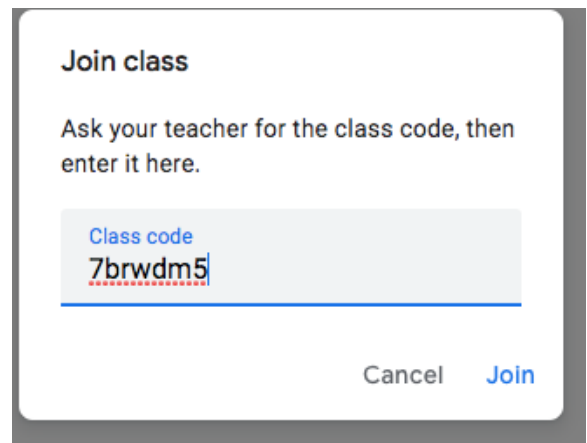 Join class
Ask your teacher for the class code, then
enter it here.
Class code
7brwdm5
Cancel Join